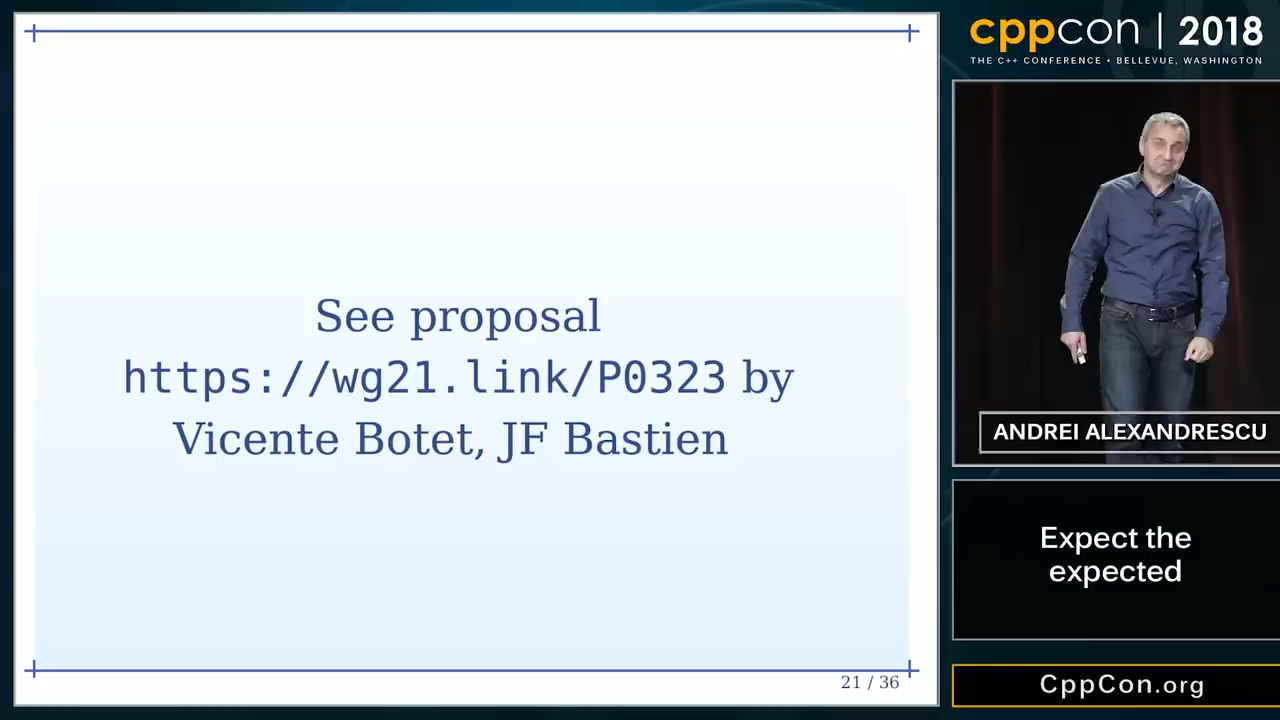 See proposal
https://wg21.link/P0323 by
Vicente Botet, JF Bastien
21 / 36
cppcon | 2018
THE C++ CONFERENCE • BELLEVUE, WASHINGTON
ANDREI ALEXANDRESCU
Expect the
expected
CppCon.org